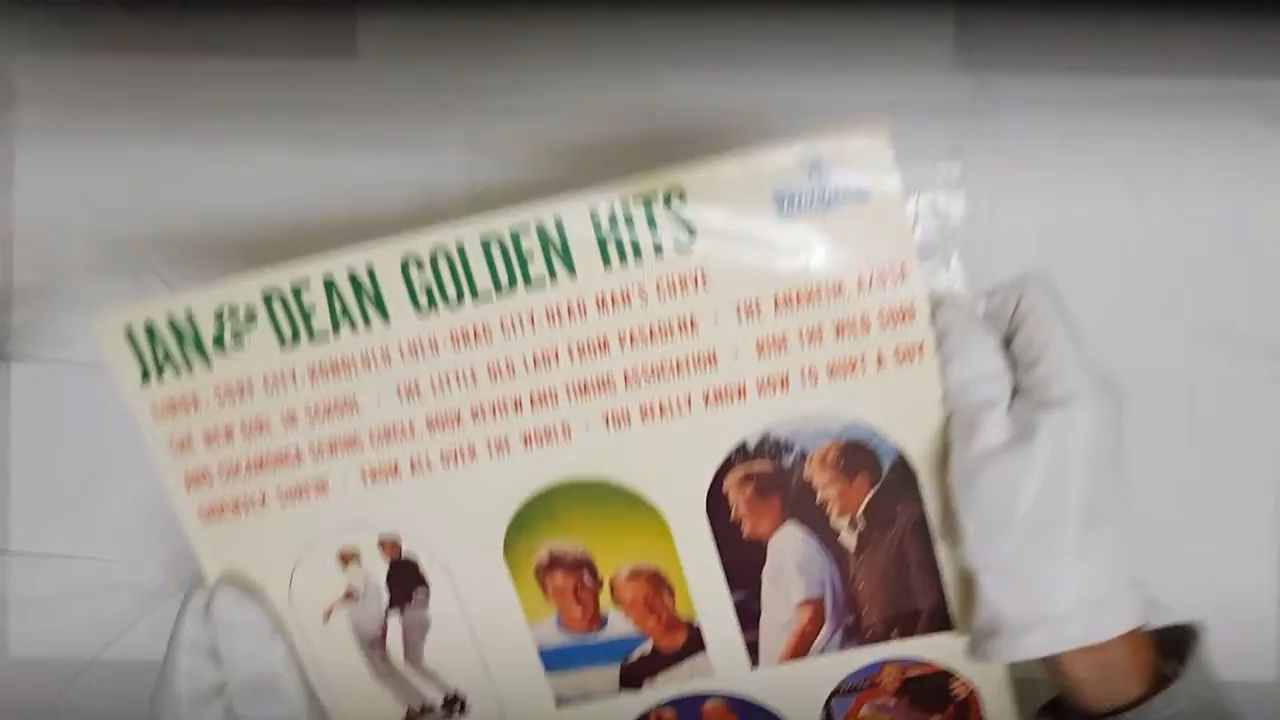 JAN & DEAN GOLDEN HITS
SURF CITY · HONOLULU LULU · DRAG CITY · DEAD MAN'S CURVE
THE NEW GIRL IN SCHOOL · THE LITTLE OLD LADY FROM PASADENA · THE ANAHEIM, AZUSA
AND CUCAMONGA SEWING CIRCLE, BOOK REVIEW AND TIMING ASSOCIATION · RIDE THE WILD SURF
SIDEWALK SURFIN' · FROM ALL OVER THE WORLD · YOU REALLY KNOW HOW TO HURT A GUY